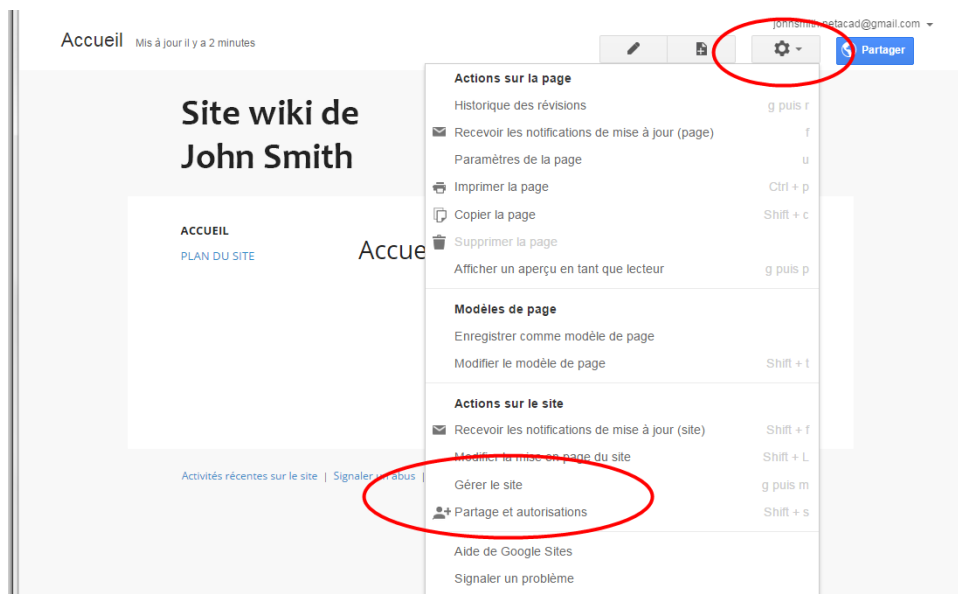 johnsmith.netacad@gmail.com
Accueil Mis à jour il y a 2 minutes
Partager
Site wiki de
John Smith
ACCUEIL
PLAN DU SITE
Accue
Actions sur la page
Historique des révisions g puis r
Recevoir les notifications de mise à jour (page) f
Paramètres de la page u
Imprimer la page Ctrl + p
Copier la page Shift + c
Supprimer la page
Afficher un aperçu en tant que lecteur g puis p
Modèles de page
Enregistrer comme modèle de page
Modifier le modèle de page Shift + t
Actions sur le site
Recevoir les notifications de mise à jour (site) Shift + f
Modifier la mise en page du site Shift + L
Gérer le site g puis m
Partage et autorisations Shift + s
Aide de Google Sites
Signaler un problème
Activités récentes sur le site | Signaler un abus |